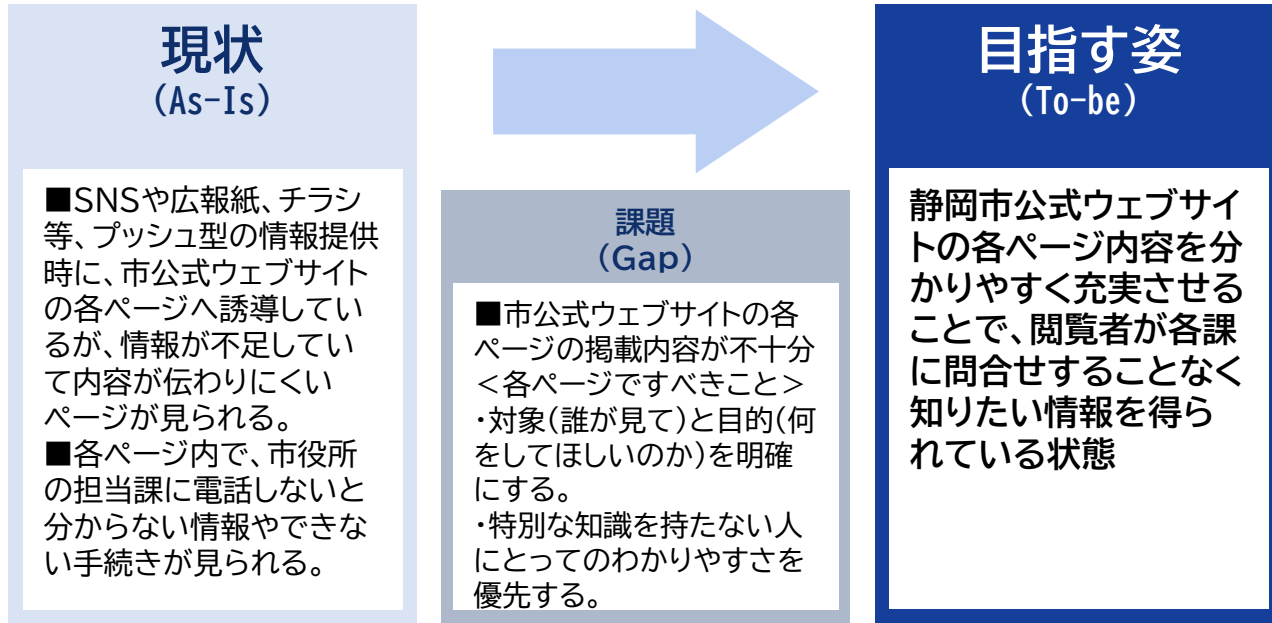 現状
(As-Is)
■SNSや広報紙、チラシ
等、プッシュ型の情報提供
時に、市公式ウェブサイト
の各ページへ誘導してい
るが、情報が不足してい
て内容が伝わりにくい
ページが見られる。
■各ページ内で、市役所
の担当課に電話しないと
分からない情報やできな
い手続きが見られる。
課題
(Gap)
■市公式ウェブサイトの各
ページの掲載内容が不十分
<各ページですべきこと>
・対象(誰が見て)と目的(何
をしてほしいのか)を明確
にする。
・特別な知識を持たない人
にとってのわかりやすさを
優先する。
目指す姿
(To-be)
静岡市公式ウェブサイ
トの各ページ内容を分
かりやすく充実させる
ことで、閲覧者が各課
に問合せすることなく
知りたい情報を得ら
れている状態